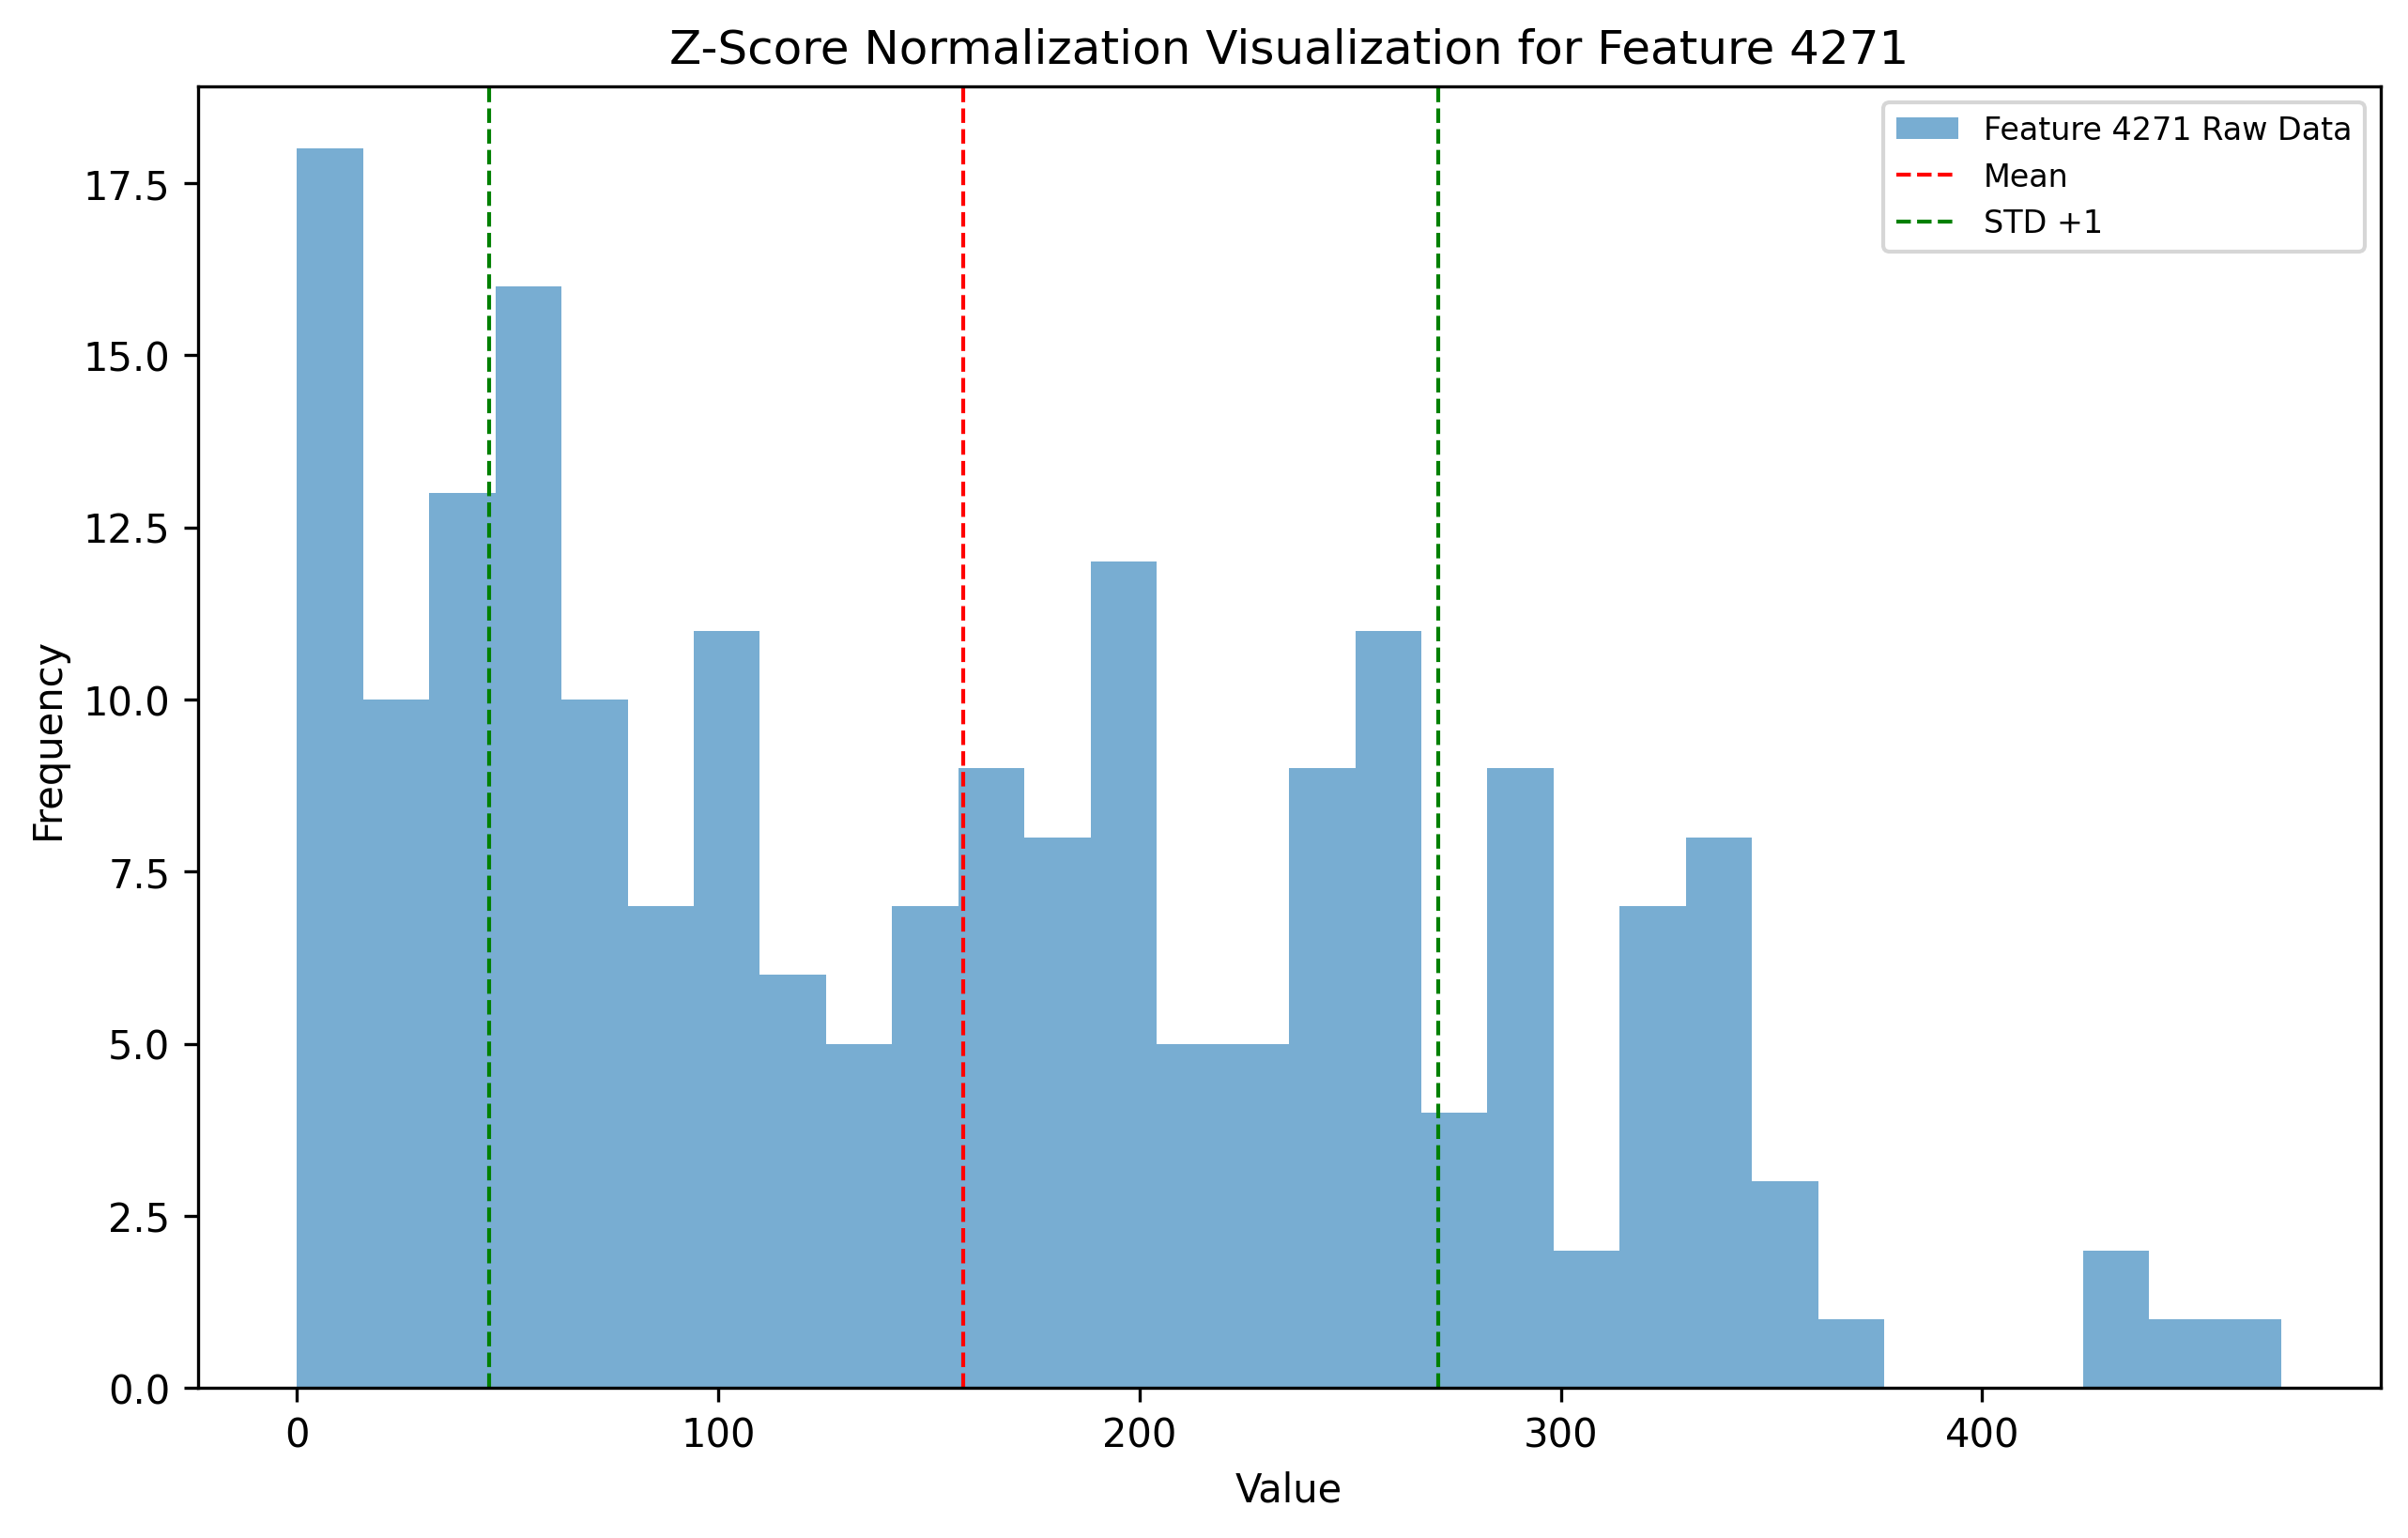 Z-Score Normalization Visualization for Feature 4271
Feature 4271 Raw Data
Mean
STD +1
17.5
15.0
12.5
10.0
7.5
5.0
2.5
0.0
Frequency
0 100 200 300 400
Value